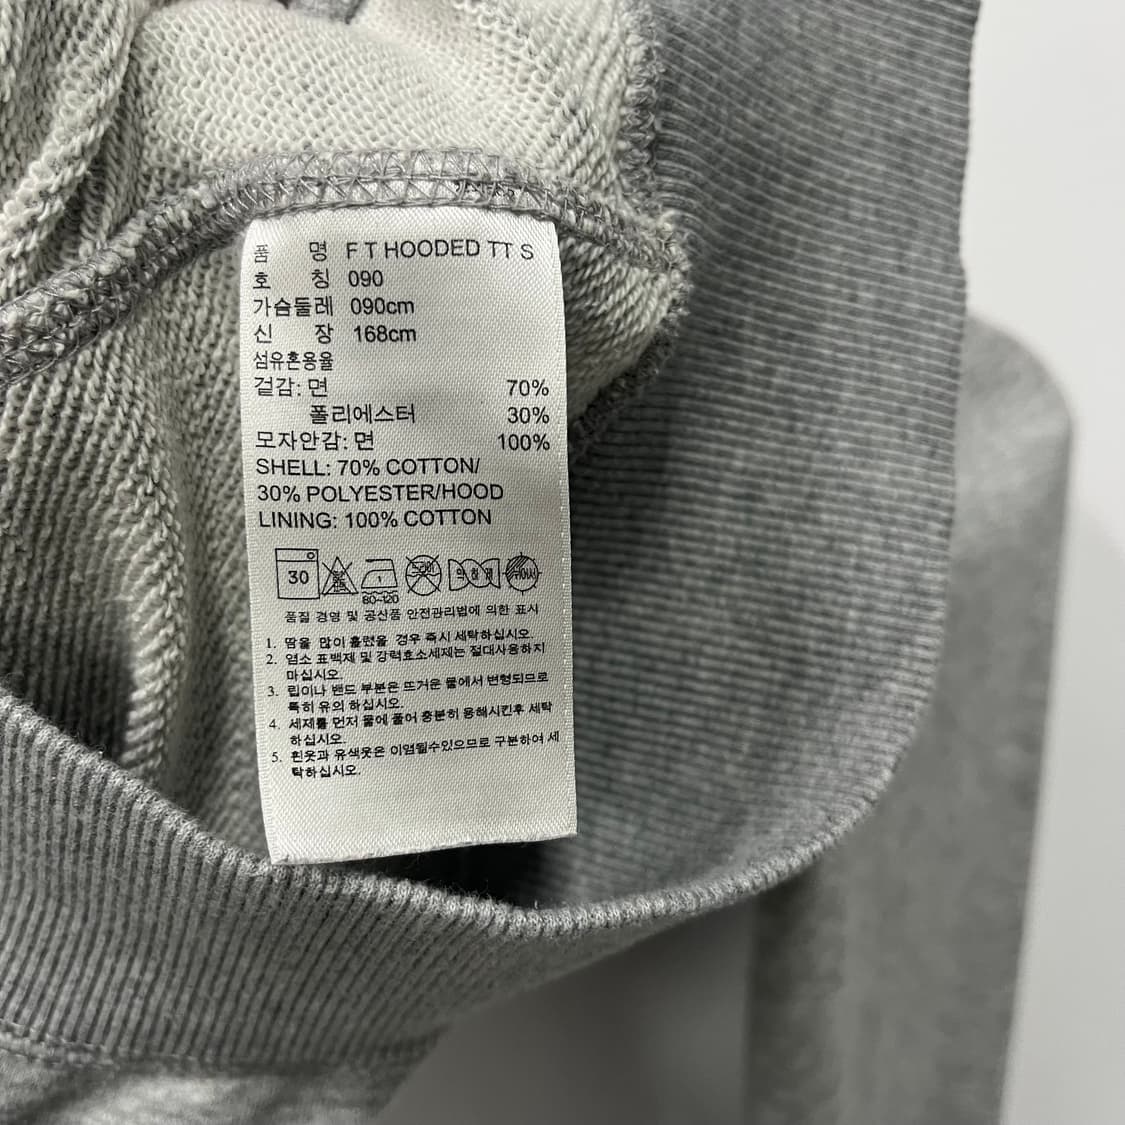 품 명 F T HOODED TT S
호 칭 090
가슴둘레 090cm
신 장 168cm
섬유혼용율
겉감: 면 70%
폴리에스터 30%
모자안감: 면 100%
SHELL: 70% COTTON/
30% POLYESTER/HOOD
LINING: 100% COTTON
30 80~120
품질 경영 및 공산품 안전관리법에 의한 표시
1. 땀을 많이 흘렸을 경우 즉시 세탁하십시오.
2. 염소 표백제 및 강력효소세제는 절대사용하지
마십시오.
3. 립이나 밴드 부분은 뜨거운 물에서 변형되므로
특히 유의 하십시오.
4. 세제를 먼저 물에 풀어 충분히 용해시킨후 세탁
하십시오.
5. 흰옷과 유색옷은 이염될수있으므로 구분하여 세
탁하십시오.